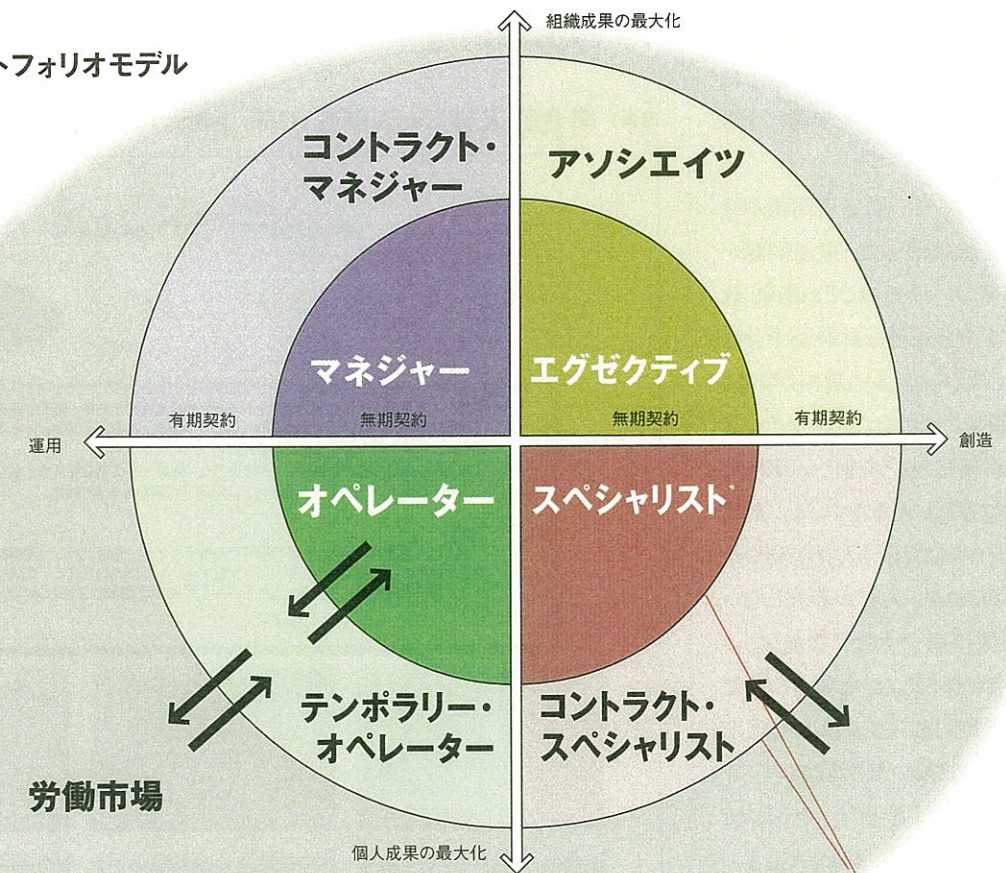 組織成果の最大化
トフォリオモデル
コントラクト・
マネジャー
アソシエイツ
マネジャー
エグゼクティブ
有期契約
無期契約
無期契約
有期契約
運用
創造
オペレーター
スペシャリスト
テンポラリー・
オペレーター
コントラクト・
スペシャリスト
労働市場
個人成果の最大化